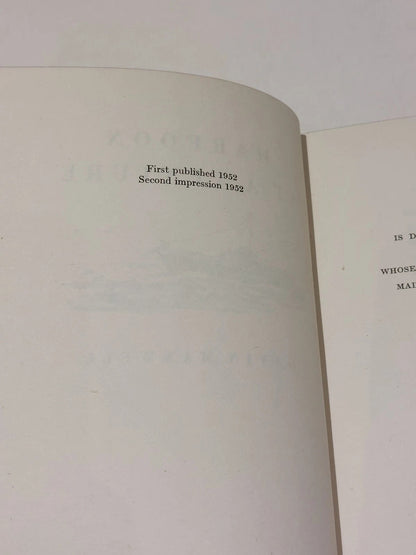 First published 1952
Second impression 1952
IS D
WHOSE
MAI